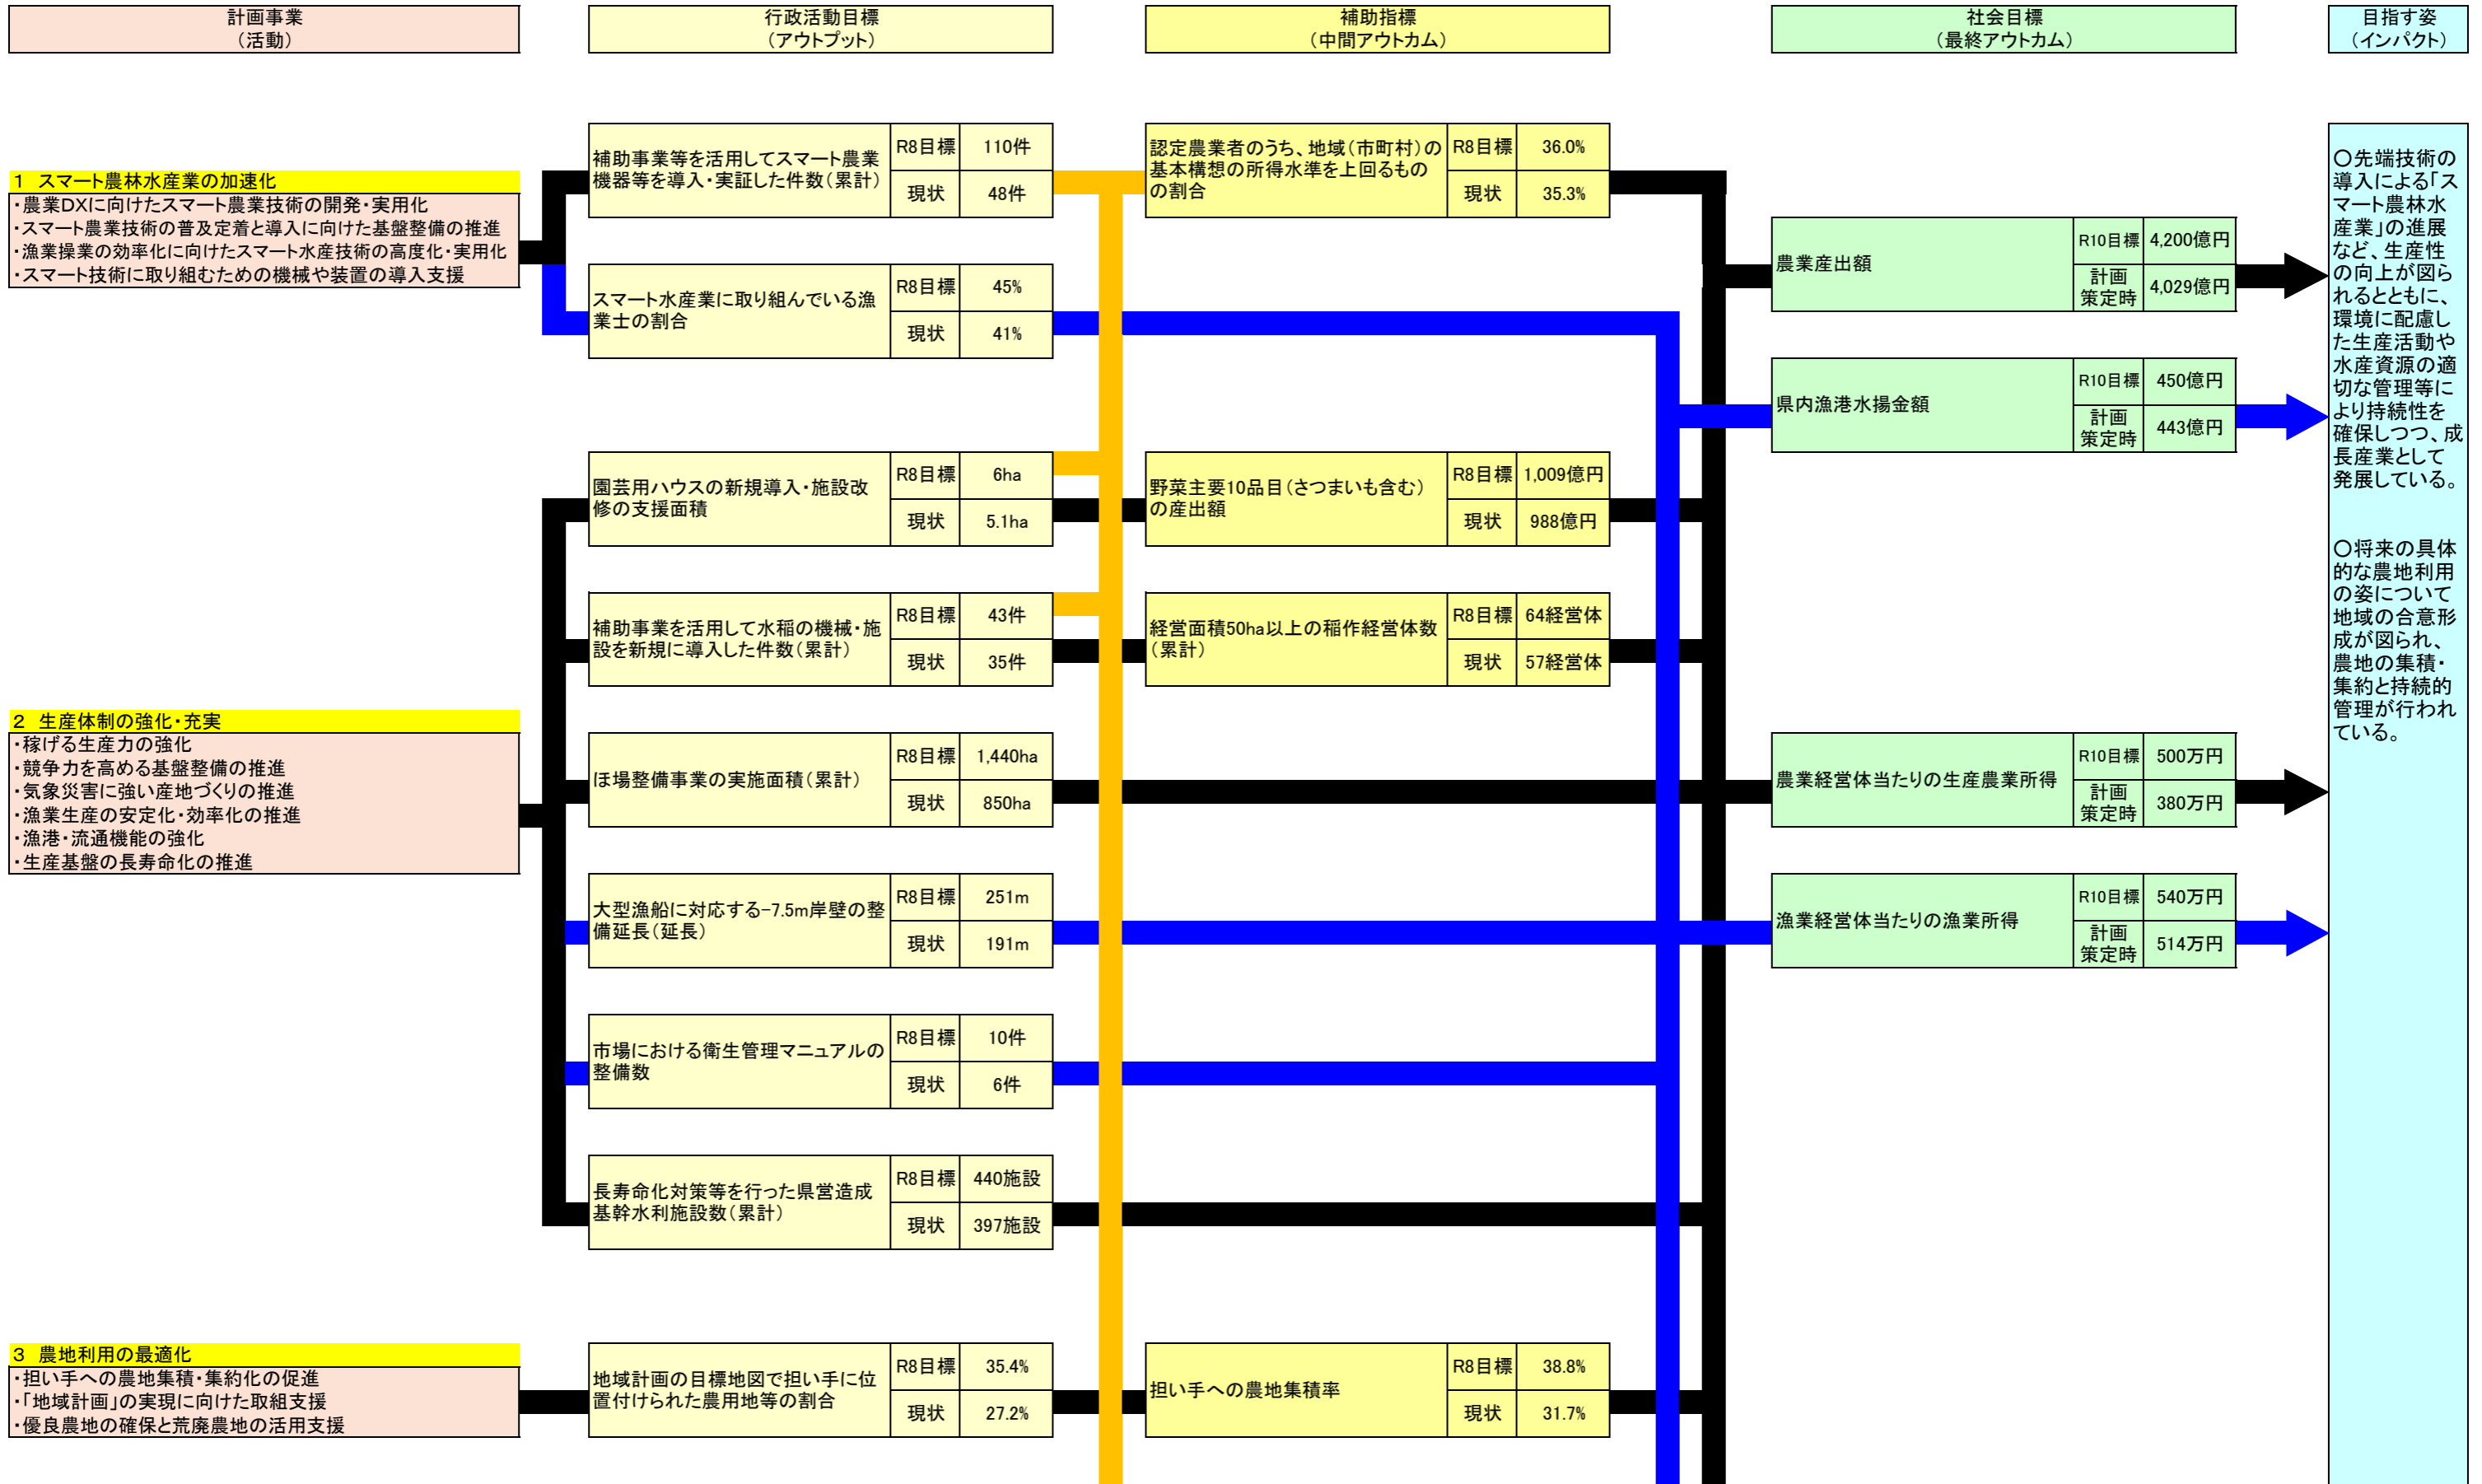 計画事業
（活動）
行政活動目標
（アウトプット）
補助指標
（中間アウトカム）
社会目標
（最終アウトカム）
目指す姿
（インパクト）
1　スマート農林水産業の加速化
・農業DXに向けたスマート農業技術の開発・実用化
・スマート農業技術の普及定着と導入に向けた基盤整備の推進
・漁業操業の効率化に向けたスマート水産技術の高度化・実用化
・スマート技術に取り組むための機械や装置の導入支援
補助事業等を活用してスマート農業
機器等を導入・実証した件数（累計）
R8目標 110件
現状 48件
スマート水産業に取り組んでいる漁
業士の割合
R8目標 45%
現状 41%
認定農業者のうち、地域（市町村）の
基本構想の所得水準を上回るもの
の割合
R8目標 36.0%
現状 35.3%
農業産出額
R10目標 4,200億円
計画
策定時 4,029億円
県内漁港水揚金額
R10目標 450億円
計画
策定時 443億円
2　生産体制の強化・充実
・稼げる生産力の強化
・競争力を高める基盤整備の推進
・気象災害に強い産地づくりの推進
・漁業生産の安定化・効率化の推進
・漁港・流通機能の強化
・生産基盤の長寿命化の推進
園芸用ハウスの新規導入・施設改
修の支援面積
R8目標 6ha
現状 5.1ha
野菜主要10品目（さつまいも含む）
の産出額
R8目標 1,009億円
現状 988億円
補助事業を活用して水稲の機械・施
設を新規に導入した件数（累計）
R8目標 43件
現状 35件
経営面積50ha以上の稲作経営体数
（累計）
R8目標 64経営体
現状 57経営体
ほ場整備事業の実施面積（累計）
R8目標 1,440ha
現状 850ha
農業経営体当たりの生産農業所得
R10目標 500万円
計画
策定時 380万円
大型漁船に対応する-7.5m岸壁の整
備延長（延長）
R8目標 251m
現状 191m
漁業経営体当たりの漁業所得
R10目標 540万円
計画
策定時 514万円
市場における衛生管理マニュアルの
整備数
R8目標 10件
現状 6件
長寿命化対策等を行った県営造成
基幹水利施設数（累計）
R8目標 440施設
現状 397施設
3　農地利用の最適化
・担い手への農地集積・集約化の促進
・「地域計画」の実現に向けた取組支援
・優良農地の確保と荒廃農地の活用支援
地域計画の目標地図で担い手に位
置付けられた農用地等の割合
R8目標 35.4%
現状 27.2%
担い手への農地集積率
R8目標 38.8%
現状 31.7%
○先端技術の
導入による「ス
マート農林水
産業」の進展
など、生産性
の向上が図ら
れるとともに、
環境に配慮し
た生産活動や
水産資源の適
切な管理等に
より持続性を
確保しつつ、成
長産業として
発展している。
○将来の具体
的な農地利用
の姿について
地域の合意形
成が図られ、
農地の集積・
集約と持続的
管理が行われ
ている。